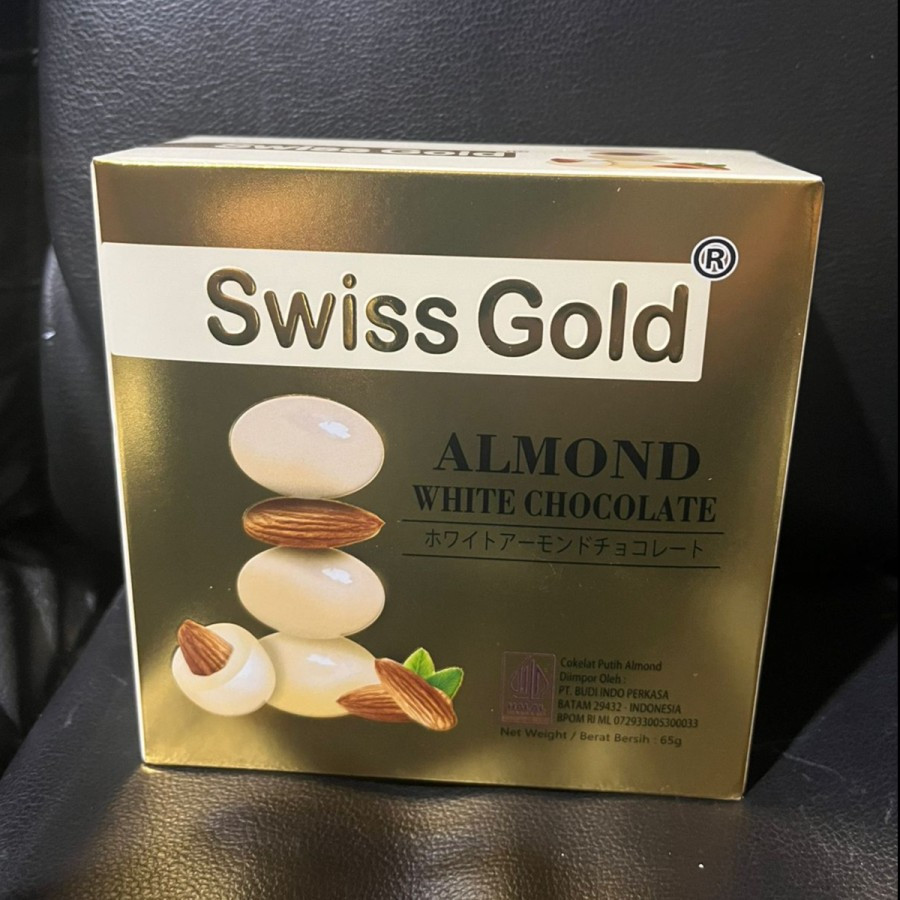 Swiss Gold
Swiss Gold®
ALMOND
WHITE CHOCOLATE
ホワイトアーモンドチョコレート
Cokelat Putih Almond
Diimpor Oleh :
PT. BUDI INDO PERKASA
BATAM 29432 - INDONESIA
BPOM RI ML 072933005300033
Net Weight / Berat Bersih : 65g